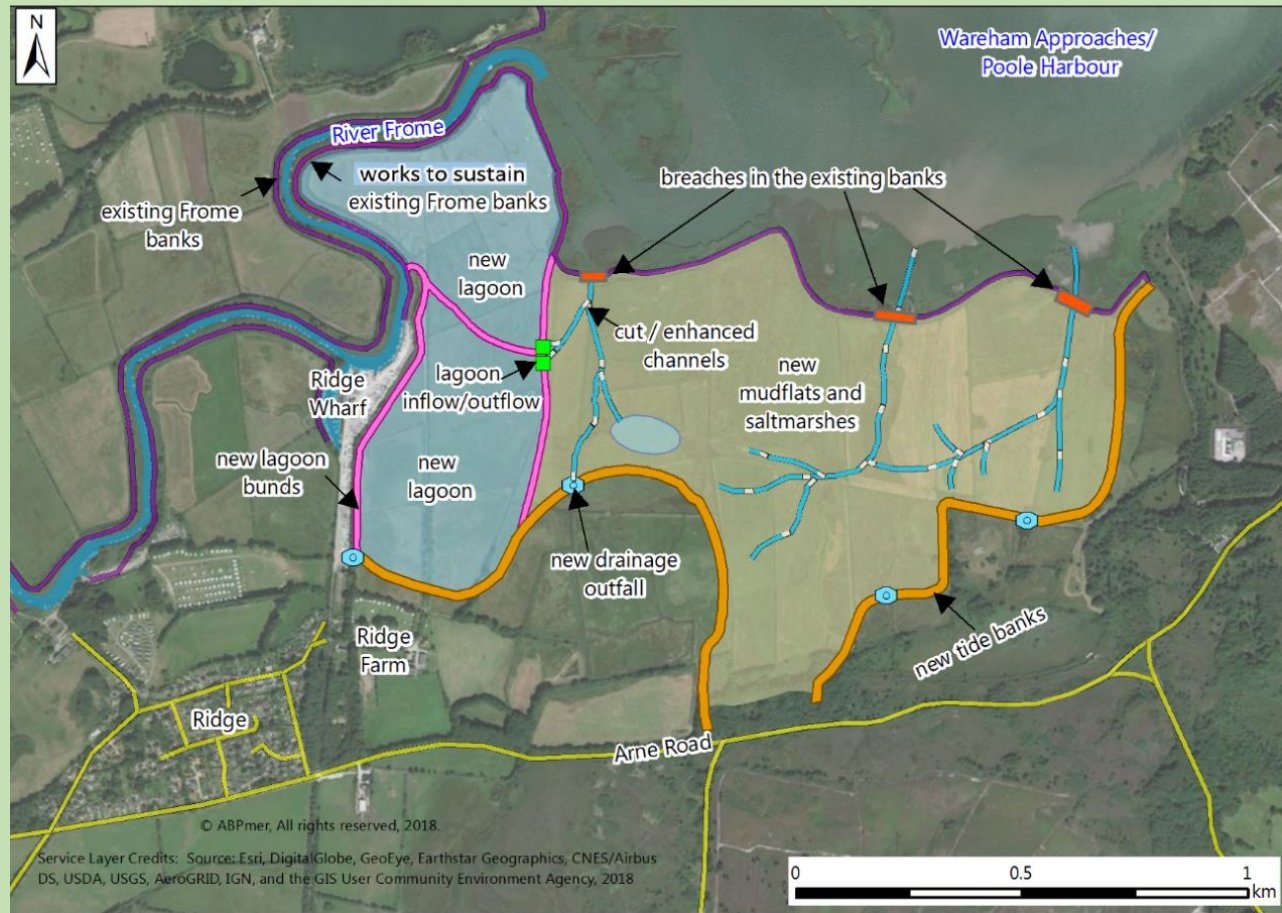 N
Wareham Approaches/
Poole Harbour
River Frome
works to sustain
existing Frome banks
existing Frome
banks
breaches in the existing banks
new
lagoon
cut / enhanced
channels
lagoon
inflow/outflow
Ridge
Wharf
new
mudflats and
saltmarshes
new lagoon
bunds
new
lagoon
new drainage
outfall
new tide banks
Ridge
Farm
Ridge
Arne Road
© ABPmer, All rights reserved, 2018.
Service Layer Credits: Source: Esri, DigitalGlobe, GeoEye, Earthstar Geographics, CNES/Airbus
DS, USDA, USGS, AeroGRID, IGN, and the GIS User Community Environment Agency, 2018
0 0.5 1
km